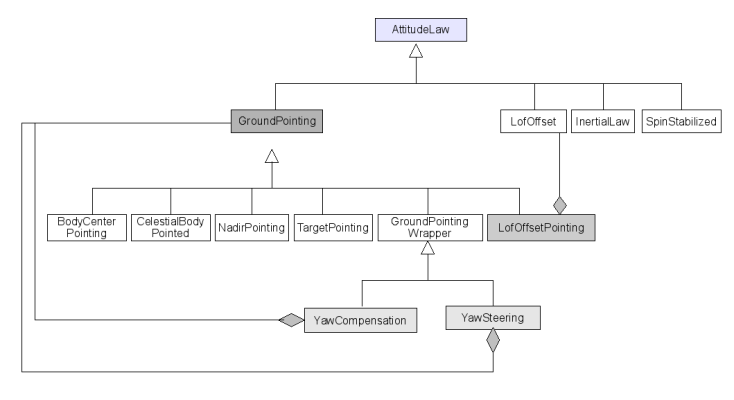 AttitudeLaw
GroundPointing
LofOffset
InertialLaw
SpinStabilized
BodyCenter
Pointing
CelestialBody
Pointed
NadirPointing
TargetPointing
GroundPointing
Wrapper
LofOffsetPointing
YawCompensation
YawSteering